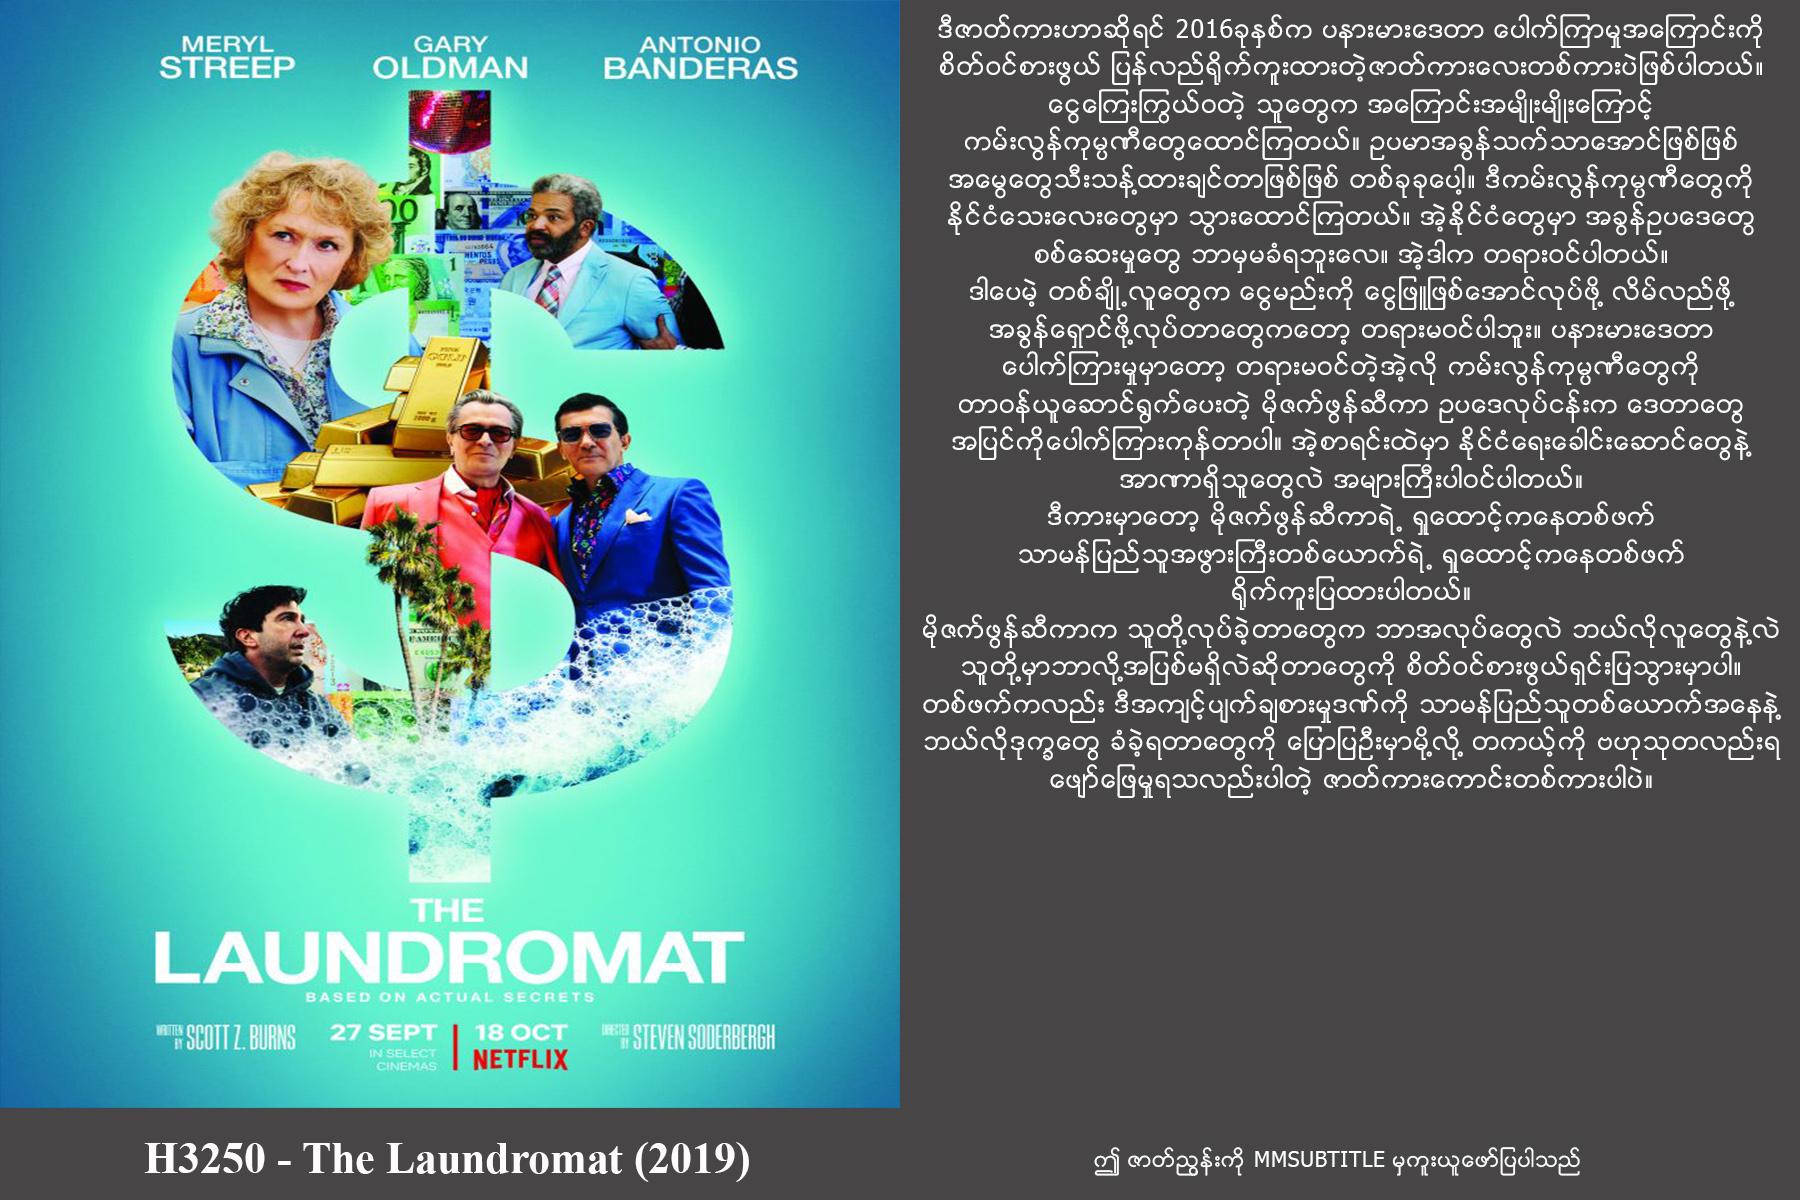 MERYL
STREEP
GARY
OLDMAN
ANTONIO
BANDERAS
THE
LAUNDROMAT
BASED ON ACTUAL SECRETS
WRITTEN BY SCOTT Z. BURNS
27 SEPT
IN SELECT
CINEMAS
18 OCT
NETFLIX
DIRECTED BY STEVEN SODERBERGH
H3250 - The Laundromat (2019)
ဒီဇာတ်ကားဟာဆိုရင် 2016ခုနှစ်က ပနားမားဒေတာ ပေါက်ကြာမှုအကြောင်းကို
စိတ်ဝင်စားဖွယ် ပြန်လည်ရိုက်ကူးထားတဲ့ဇာတ်ကားလေးတစ်ကားပဲဖြစ်ပါတယ်။
ငွေကြေးကြွယ်ဝတဲ့ သူတွေက အကြောင်းအမျိုးမျိုးကြောင့်
ကမ်းလွန်ကုမ္ပဏီတွေထောင်ကြတယ်။ ဥပမာအခွန်သက်သာအောင်ဖြစ်ဖြစ်
အမွေတွေသီးသန့်ထားချင်တာဖြစ်ဖြစ် တစ်ခုခုပေါ့။ ဒီကမ်းလွန်ကုမ္ပဏီတွေကို
နိုင်ငံသေးလေးတွေမှာ သွားထောင်ကြတယ်။ အဲ့နိုင်ငံတွေမှာ အခွန်ဥပဒေတွေ
စစ်ဆေးမှုတွေ ဘာမှမခံရဘူးလေ။ အဲ့ဒါက တရားဝင်ပါတယ်။
ဒါပေမဲ့ တစ်ချို့လူတွေက ငွေမည်းကို ငွေဖြူဖြစ်အောင်လုပ်ဖို့ လိမ်လည်ဖို့
အခွန်ရှောင်ဖို့လုပ်တာတွေကတော့ တရားမဝင်ပါဘူး။ ပနားမားဒေတာ
ပေါက်ကြားမှုမှာတော့ တရားမဝင်တဲ့အဲ့လို ကမ်းလွန်ကုမ္ပဏီတွေကို
တာဝန်ယူဆောင်ရွက်ပေးတဲ့ မိုဇက်ဖွန်ဆီကာ ဥပဒေလုပ်ငန်းက ဒေတာတွေ
အပြင်ကိုပေါက်ကြားကုန်တာပါ။ အဲ့စာရင်းထဲမှာ နိုင်ငံရေးခေါင်းဆောင်တွေနဲ့
အာဏာရှိသူတွေလဲ အများကြီးပါဝင်ပါတယ်။
ဒီကားမှာတော့ မိုဇက်ဖွန်ဆီကာရဲ့ ရှုထောင့်ကနေတစ်ဖက်
သာမန်ပြည်သူအဖွားကြီးတစ်ယောက်ရဲ့ ရှုထောင့်ကနေတစ်ဖက်
ရိုက်ကူးပြထားပါတယ်။
မိုဇက်ဖွန်ဆီကာက သူတို့လုပ်ခဲ့တာတွေက ဘာအလုပ်တွေလဲ ဘယ်လိုလူတွေနဲ့လဲ
သူတို့မှာဘာလို့အပြစ်မရှိလဲဆိုတာတွေကို စိတ်ဝင်စားဖွယ်ရှင်းပြသွားမှာပါ။
တစ်ဖက်ကလည်း ဒီအကျင့်ပျက်ချစားမှုဒဏ်ကို သာမန်ပြည်သူတစ်ယောက်အနေနဲ့
ဘယ်လိုဒုက္ခတွေ ခံခဲ့ရတာတွေကို ပြောပြဦးမှာမို့လို့ တကယ့်ကို ဗဟုသုတလည်းရ
ဖျော်ဖြေမှုရသလည်းပါတဲ့ ဇာတ်ကားကောင်းတစ်ကားပါပဲ။
ဤ ဇာတ်ညွှန်းကို MMSUBTITLE မှကူးယူဖော်ပြပါသည်